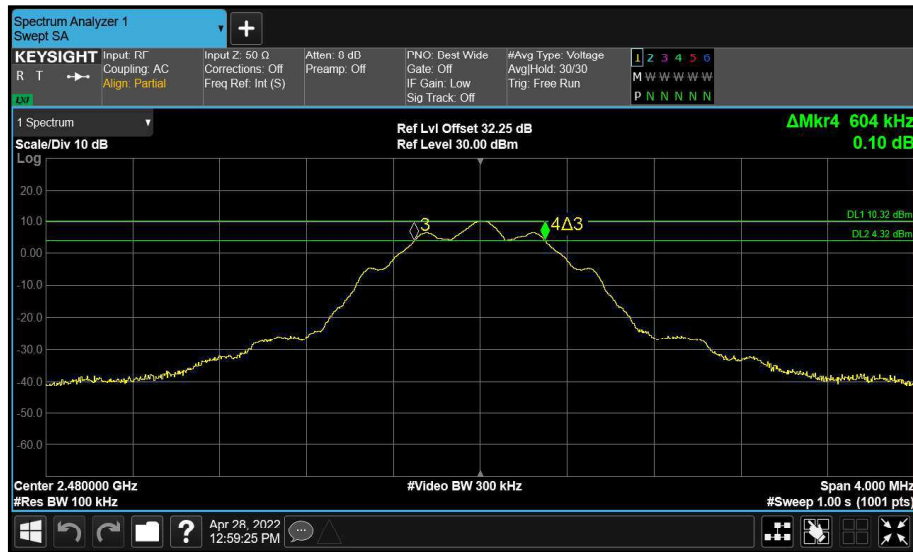 Spectrum Analyzer 1
Swept SA
+
KEYSIGHT
R T
LXI
Input: RF
Coupling: AC
Align: Partial
Input Z: 50 Ω
Corrections: Off
Freq Ref: Int (S)
Atten: 8 dB
Preamp: Off
PNO: Best Wide
Gate: Off
IF Gain: Low
Sig Track: Off
#Avg Type: Voltage
Avg|Hold: 30/30
Trig: Free Run
1 2 3 4 5 6
M W W W W W
P N N N N N
1 Spectrum
Scale/Div 10 dB
Log
Ref Lvl Offset 32.25 dB
Ref Level 30.00 dBm
ΔMkr4 604 kHz
0.10 dB
20.0
10.0
0.00
-10.0
-20.0
-30.0
-40.0
-50.0
-60.0
3
4Δ3
DL1 10.32 dBm
DL2 4.32 dBm
Center 2.480000 GHz
#Res BW 100 kHz
#Video BW 300 kHz
Span 4.000 MHz
#Sweep 1.00 s (1001 pts)
?
Apr 28, 2022
12:59:25 PM